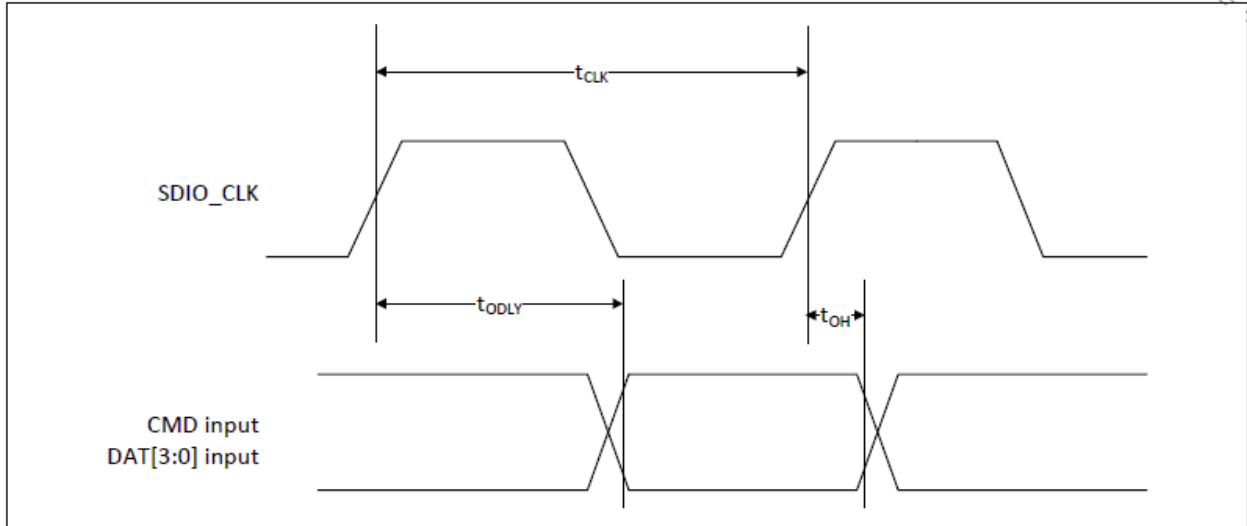 tCLK
SDIO_CLK
tODLY
tOH
CMD input
DAT[3:0] input